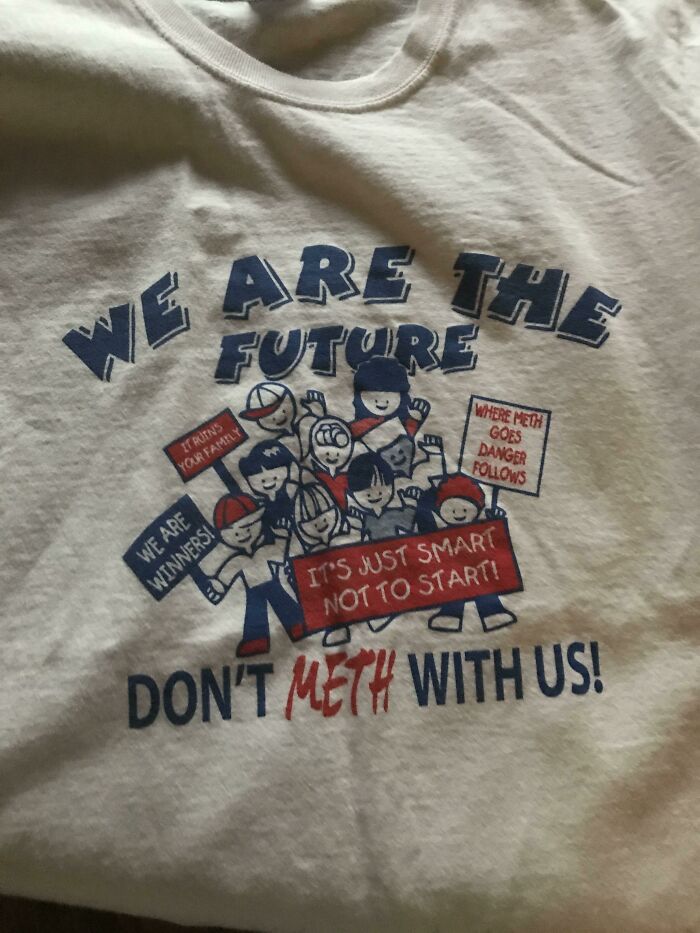 WE ARE THE
FUTURE
IT RUINS
YOUR FAMILY
WHERE METH
GOES
DANGER
FOLLOWS
WE ARE
WINNERS!
IT'S JUST SMART
NOT TO START!
DON'T METH WITH US!